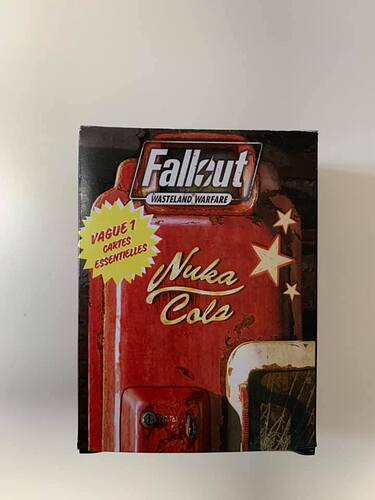 Fallout
WASTELAND WARFARE
VAGUE 1
CARTES
ESSENTIELLES
Nuka
Cola